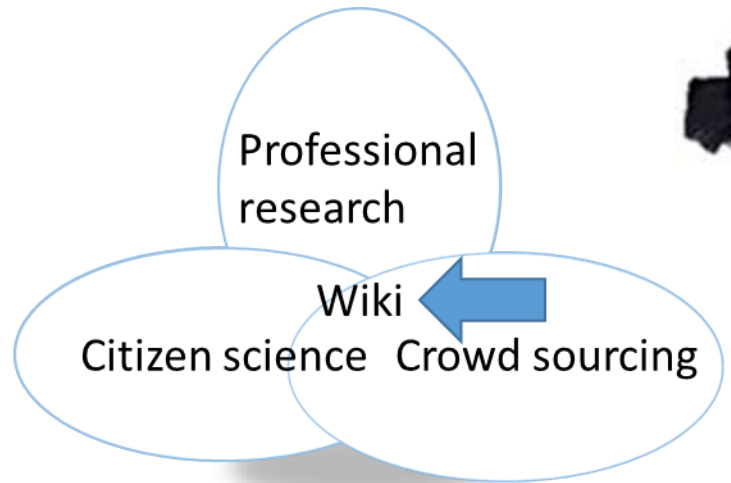 Professional
research
Wiki
Citizen science
Crowd sourcing